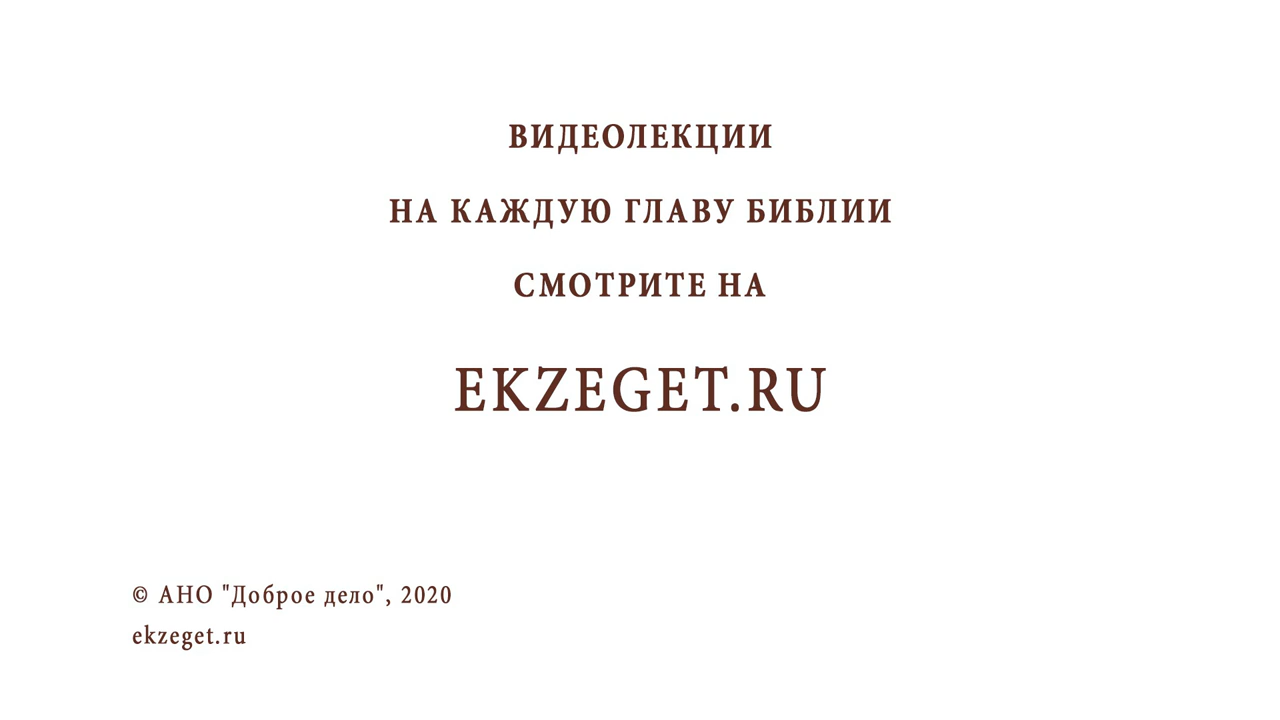 ВИДЕОЛЕКЦИИ
НА КАЖДУЮ ГЛАВУ БИБЛИИ
СМОТРИТЕ НА
EKZEGET.RU
© АНО "Доброе дело", 2020
ekzeget.ru